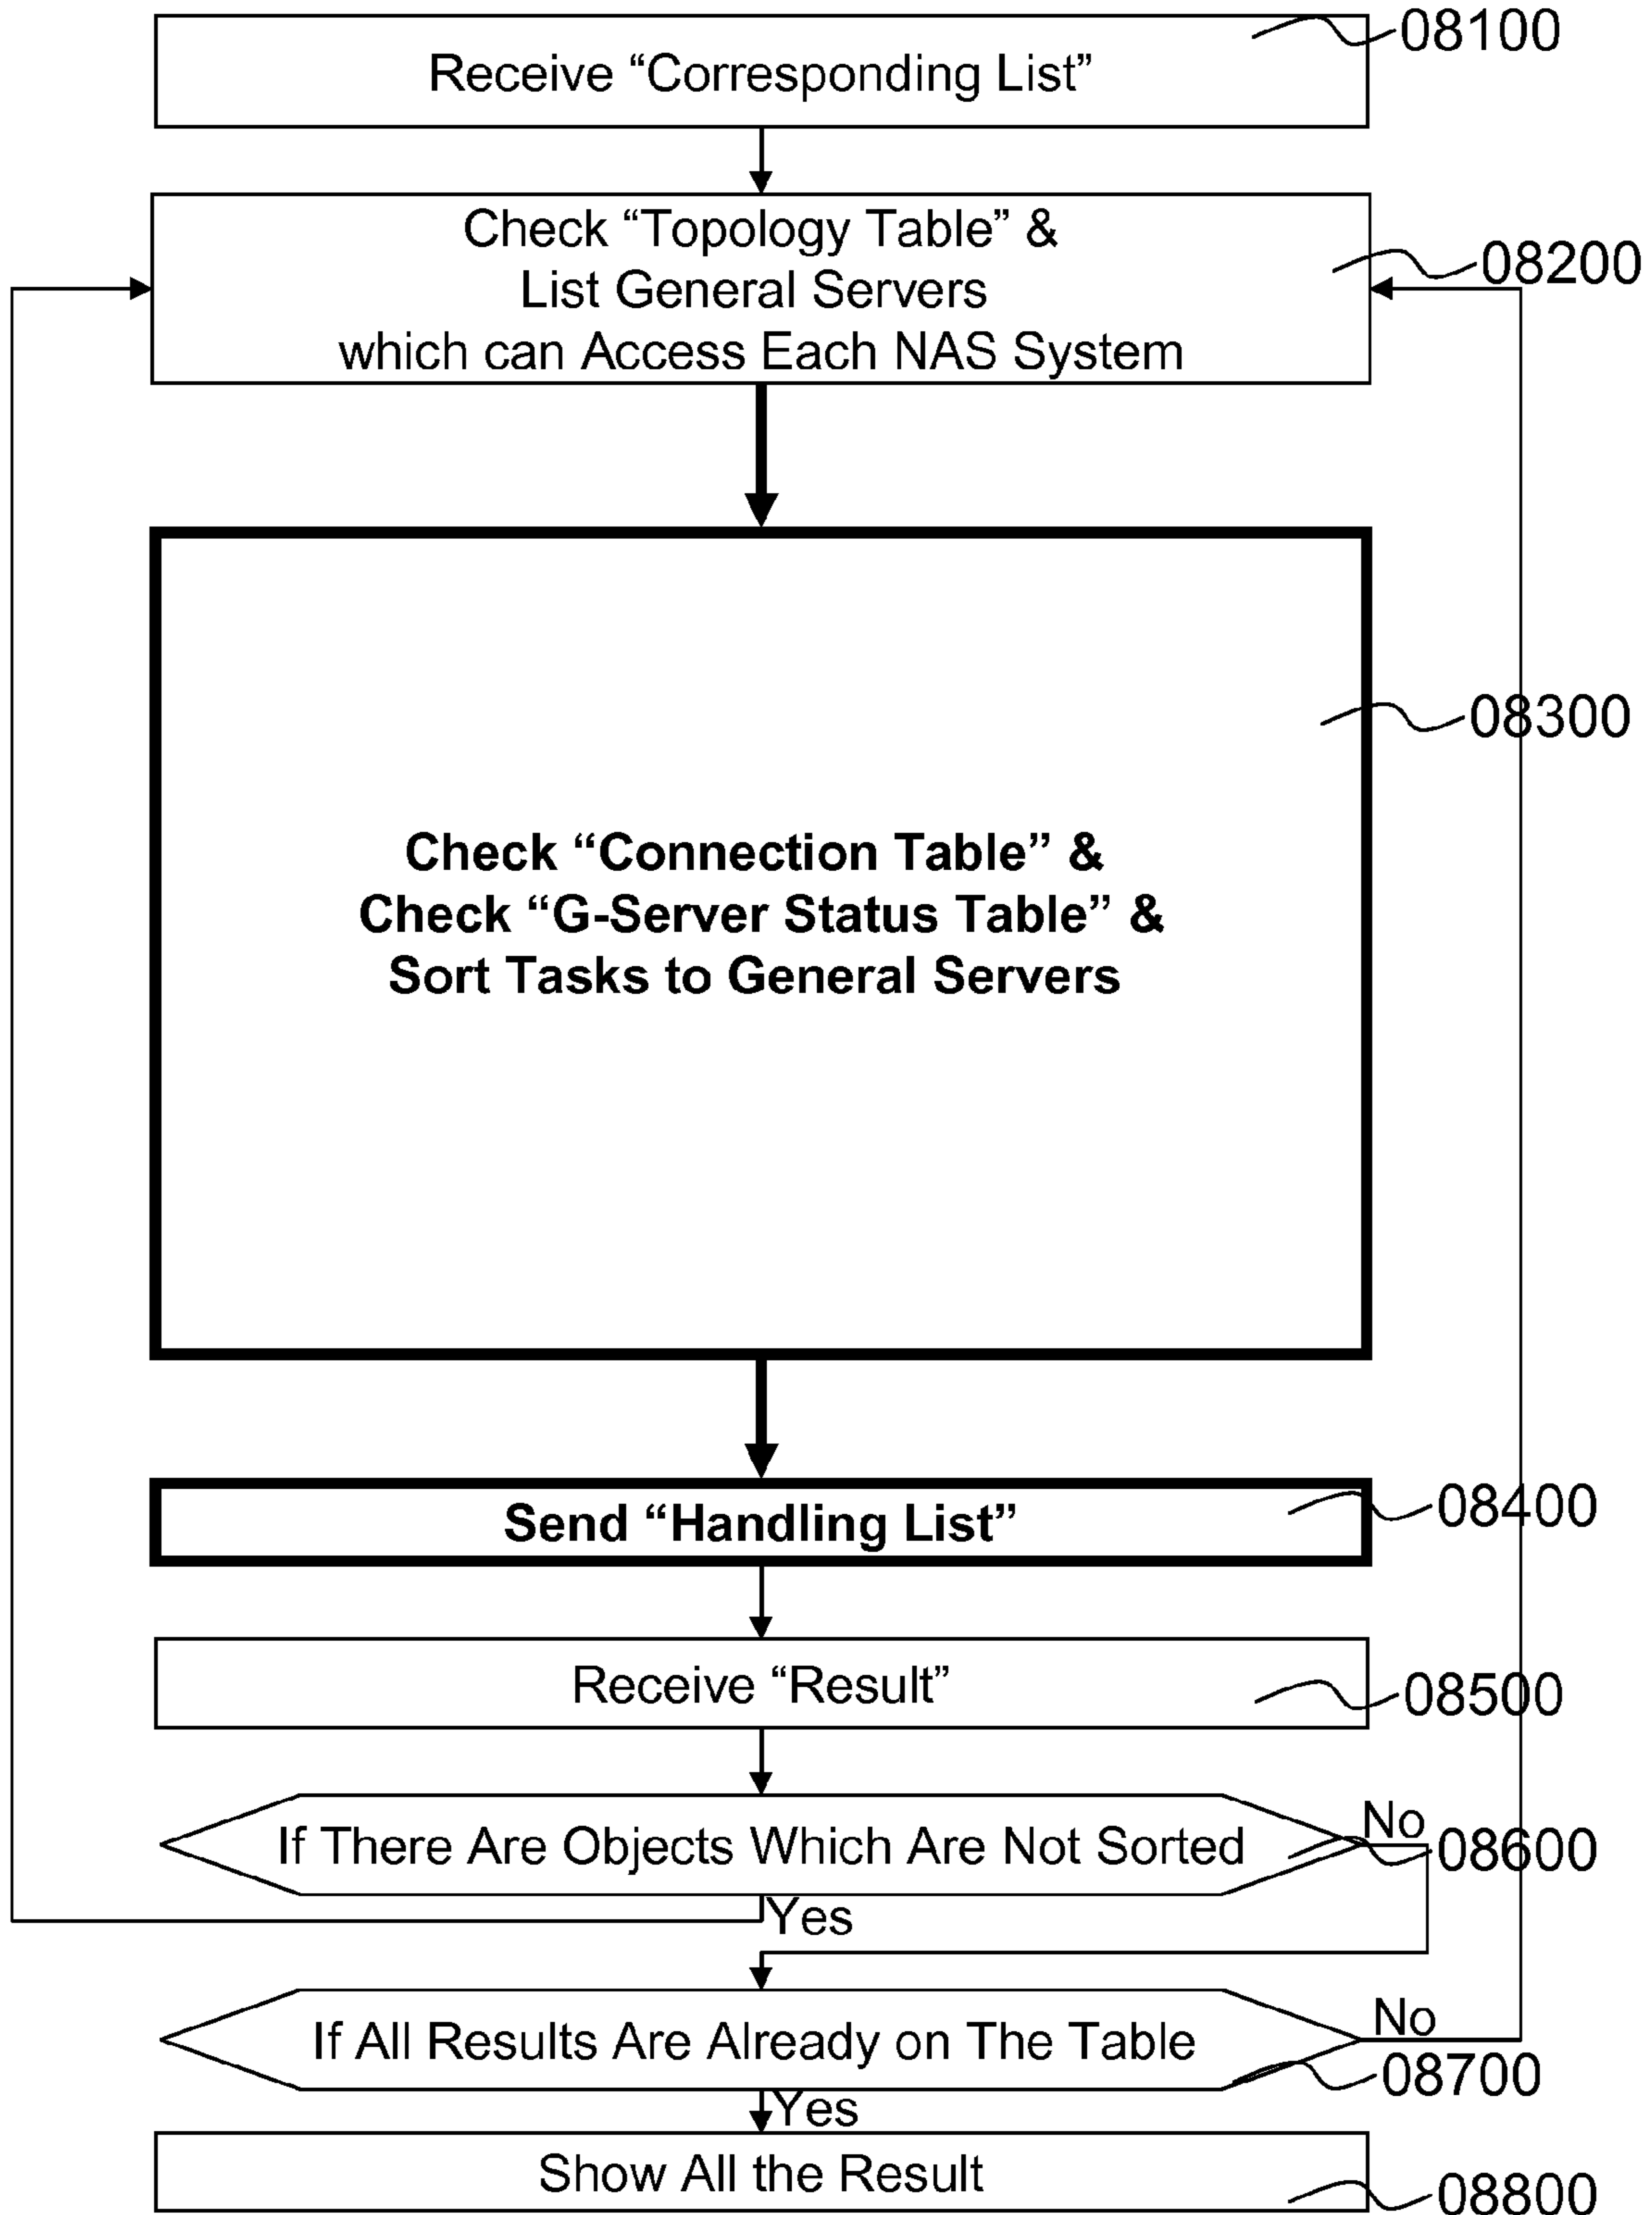 08100
Receive “Corresponding List”
Check “Topology Table” &
List General Servers
which can Access Each NAS System
08200
08300
Check “Connection Table” &
Check “G-Server Status Table” &
Sort Tasks to General Servers
Send “Handling List”
08400
Receive “Result”
08500
No
If There Are Objects Which Are Not Sorted
08600
Yes
No
If All Results Are Already on The Table
08700
Yes
Show All the Result
08800